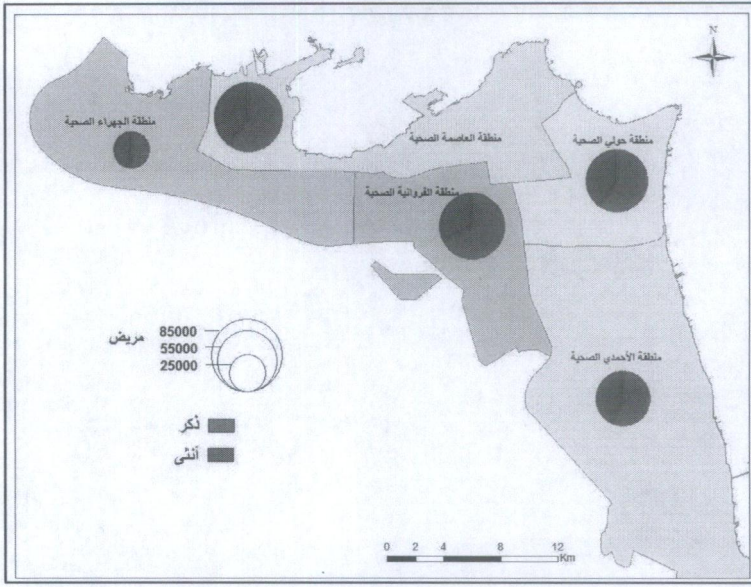 N
منطقة الجهراء الصحية
منطقة العاصمة الصحية
منطقة حولي الصحية
منطقة الفروانية الصحية
منطقة الأحمدي الصحية
مريض
85000
55000
25000
ذكر
أنثى
0 2 4 8 12
Km